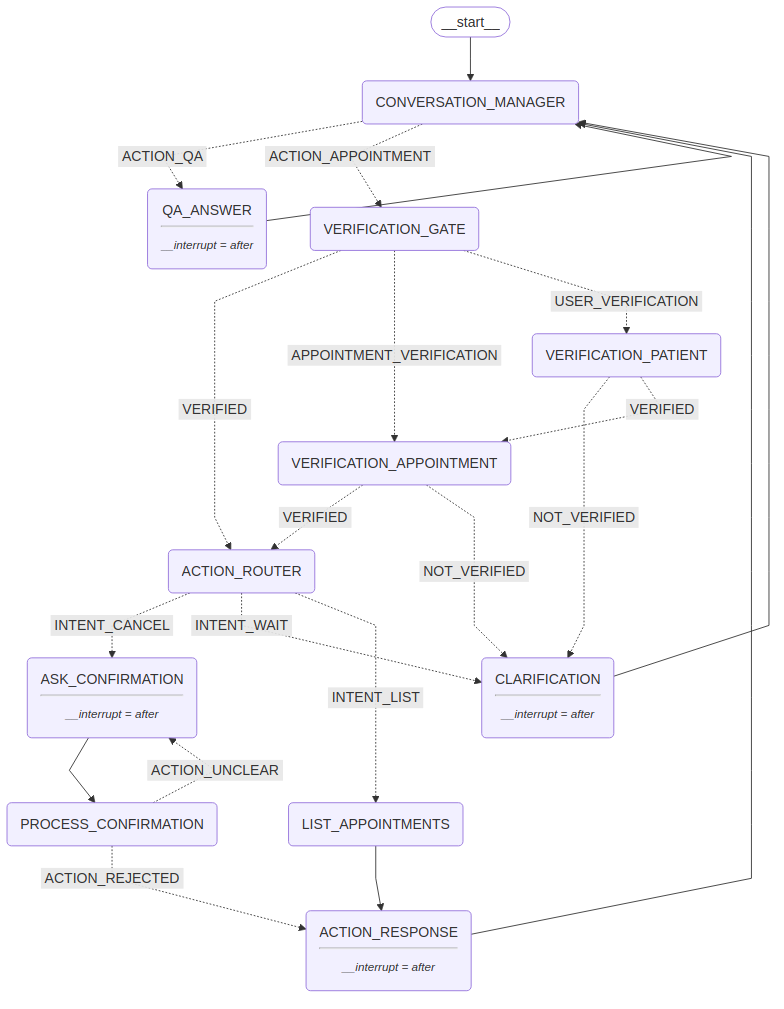 __start__
CONVERSATION_MANAGER
ACTION_QA
ACTION_APPOINTMENT
QA_ANSWER
__interrupt = after
VERIFICATION_GATE
USER_VERIFICATION
APPOINTMENT_VERIFICATION
VERIFICATION_PATIENT
VERIFIED
VERIFIED
VERIFICATION_APPOINTMENT
VERIFIED
NOT_VERIFIED
ACTION_ROUTER
NOT_VERIFIED
INTENT_CANCEL
INTENT_WAIT
ASK_CONFIRMATION
__interrupt = after
CLARIFICATION
__interrupt = after
INTENT_LIST
ACTION_UNCLEAR
PROCESS_CONFIRMATION
LIST_APPOINTMENTS
ACTION_REJECTED
ACTION_RESPONSE
__interrupt = after